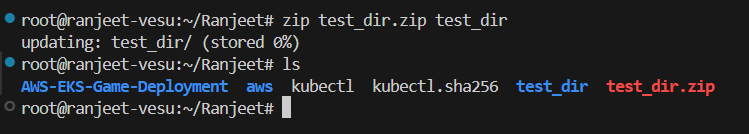 root@ranjeet-vesu:~/Ranjeet# zip test_dir.zip test_dir
updating: test_dir/ (stored 0%)
root@ranjeet-vesu:~/Ranjeet# ls
AWS-EKS-Game-Deployment  aws  kubectl  kubectl.sha256  test_dir  test_dir.zip
root@ranjeet-vesu:~/Ranjeet#